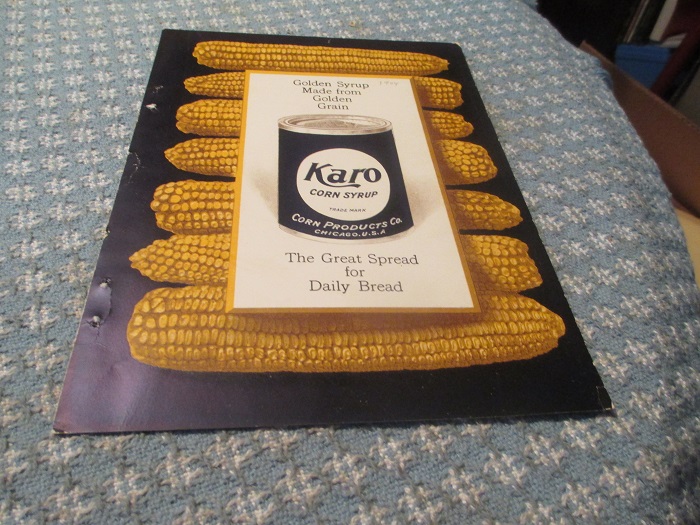 Golden Syrup
Made from
Golden
Grain
Karo
CORN SYRUP
TRADE MARK
CORN PRODUCTS CO.
CHICAGO. U.S.A
The Great Spread
for
Daily Bread